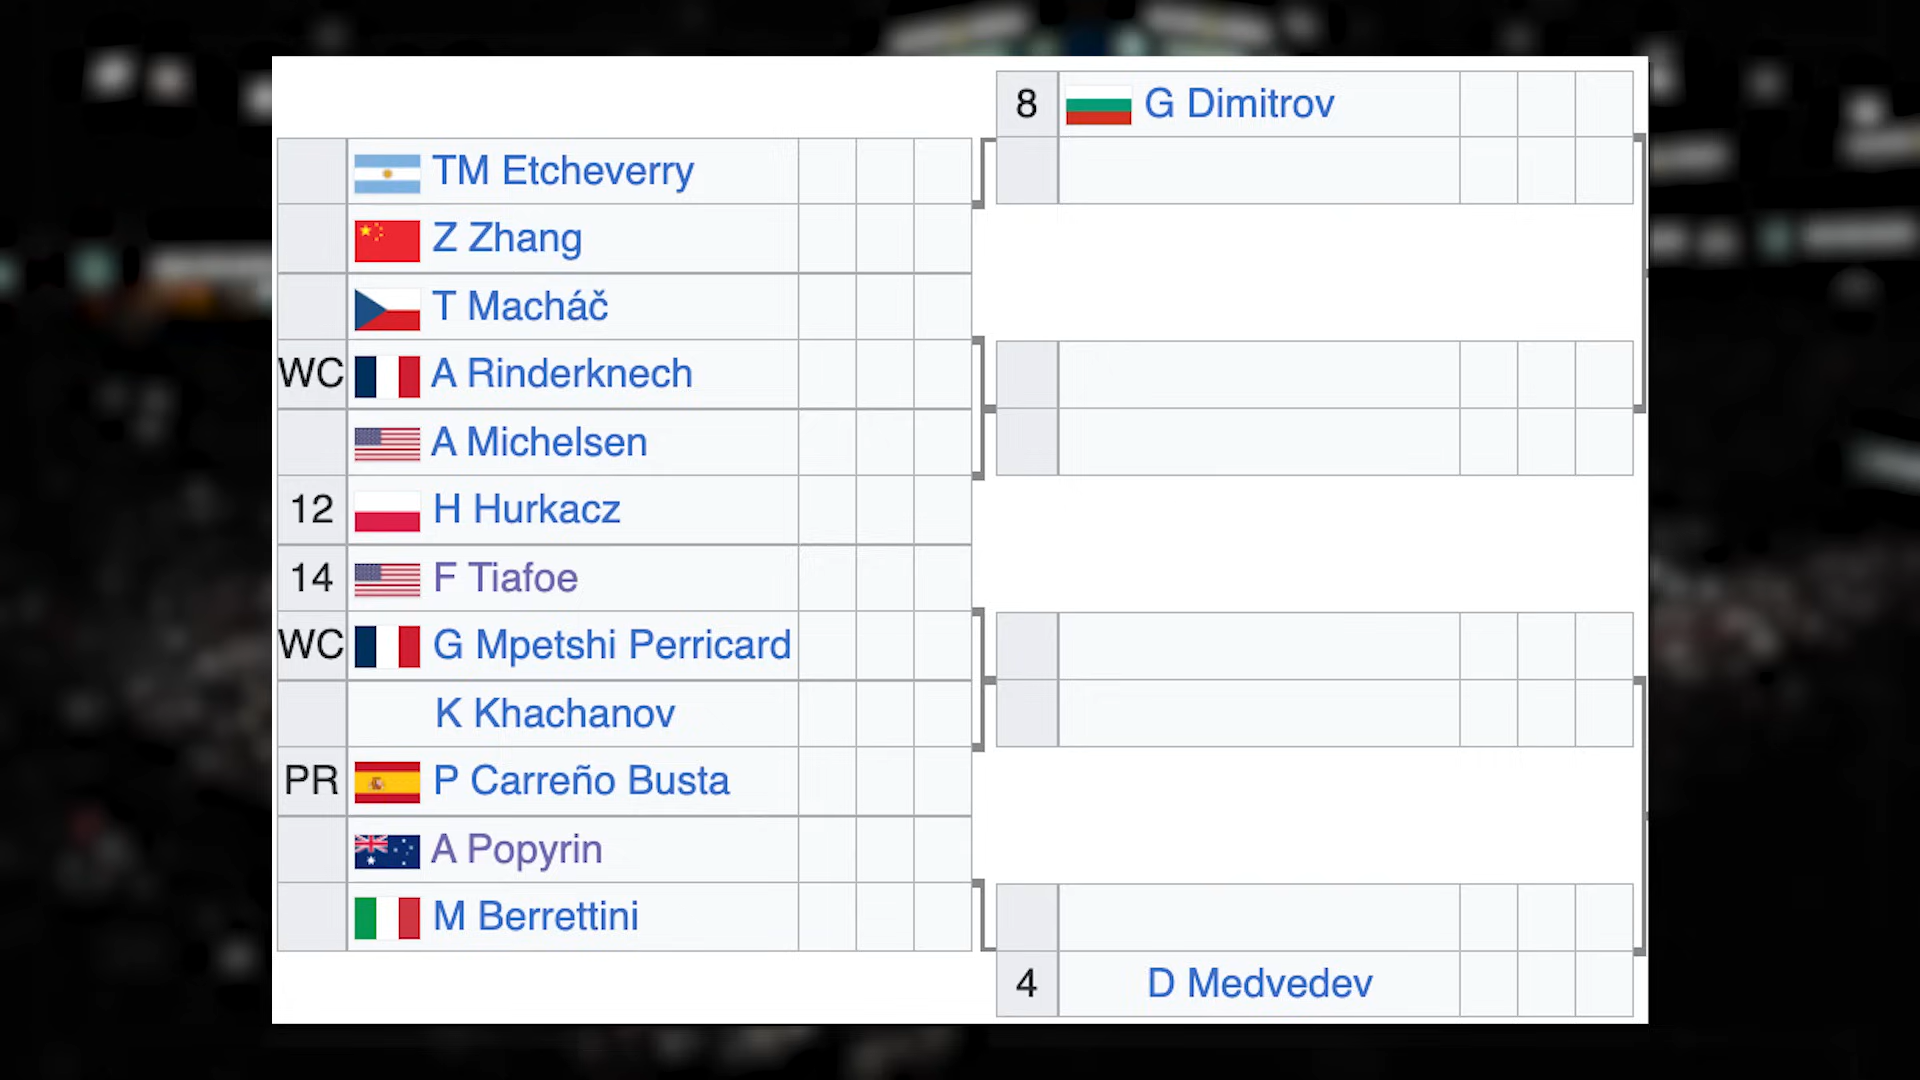 8 G Dimitrov
TM Etcheverry
Z Zhang
T Macháč
WC A Rinderknech
A Michelsen
12 H Hurkacz
14 F Tiafoe
WC G Mpetshi Perricard
K Khachanov
PR P Carreño Busta
A Popyrin
M Berrettini
4 D Medvedev